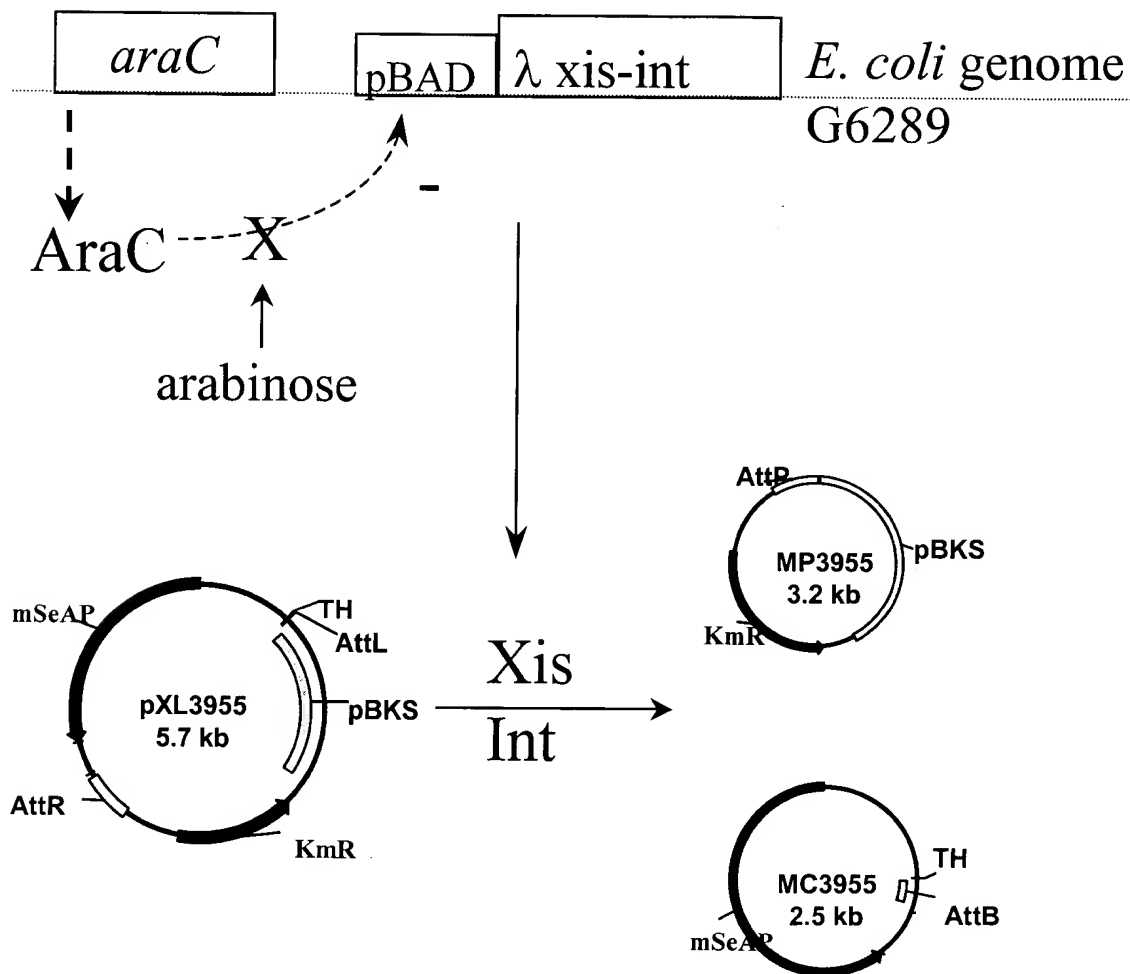 araC
pBAD
λ xis-int
E. coli genome
G6289
-
AraC
X
arabinose
mSeAP
TH
AttL
pXL3955
5.7 kb
pBKS
AttR
KmR
Xis
Int
AttP
MP3955
3.2 kb
pBKS
KmR
TH
MC3955
2.5 kb
AttB
mSeAP